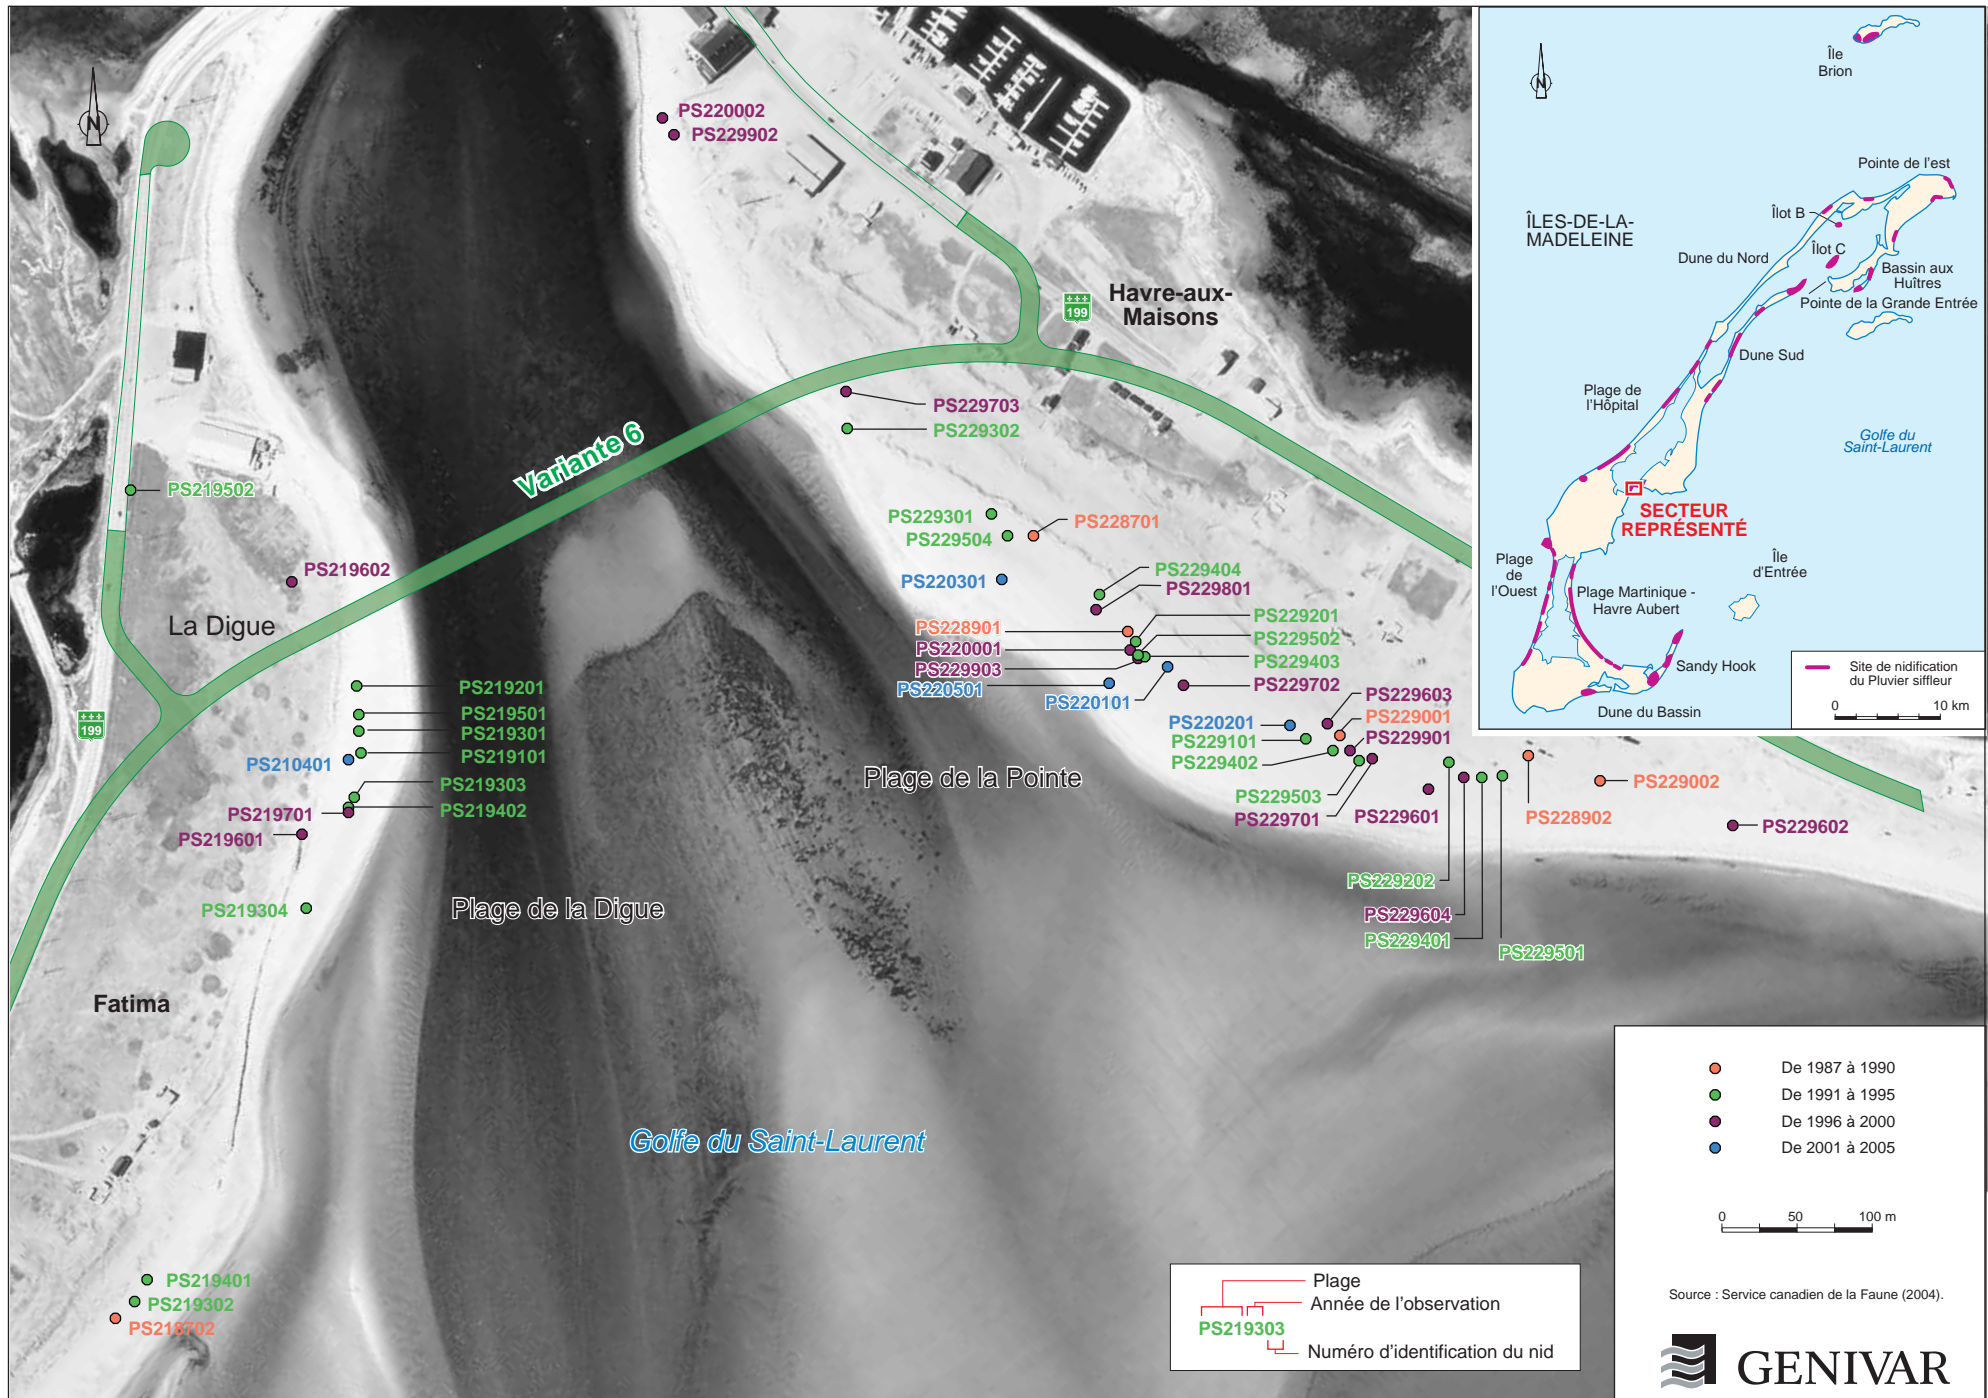 N
PS220002
PS229902
PS219502
PS219602
La Digue
199
Variante 6
199
Havre-aux-
Maisons
PS229703
PS229302
PS229301
PS229504
PS228701
PS220301
PS229404
PS229801
PS228901
PS229201
PS220001
PS229502
PS229903
PS229403
PS220501
PS220101
PS229702
PS229603
PS220201
PS229001
PS229101
PS229901
PS229402
PS229503
PS229701
PS229601
PS228902
PS229002
PS229602
PS229202
PS229604
PS229401
PS229501
Plage de la Pointe
PS219201
PS219501
PS219301
PS219101
PS210401
PS219303
PS219402
PS219701
PS219601
PS219304
Plage de la Digue
Fatima
Golfe du Saint-Laurent
PS219401
PS219302
PS218702
N
Île
Brion
Pointe de l'est
Îlot B
ÎLES-DE-LA-
MADELEINE
Îlot C
Dune du Nord
Bassin aux
Huîtres
Pointe de la Grande Entrée
Dune Sud
Plage de
l'Hôpital
Golfe du
Saint-Laurent
SECTEUR
REPRÉSENTÉ
Île
d'Entrée
Plage
de
l'Ouest
Plage Martinique -
Havre Aubert
Sandy Hook
Dune du Bassin
Site de nidification
du Pluvier siffleur
0 10 km
De 1987 à 1990
De 1991 à 1995
De 1996 à 2000
De 2001 à 2005
0 50 100 m
Source : Service canadien de la Faune (2004).
GENIVAR
Plage
Année de l'observation
PS219303
Numéro d'identification du nid